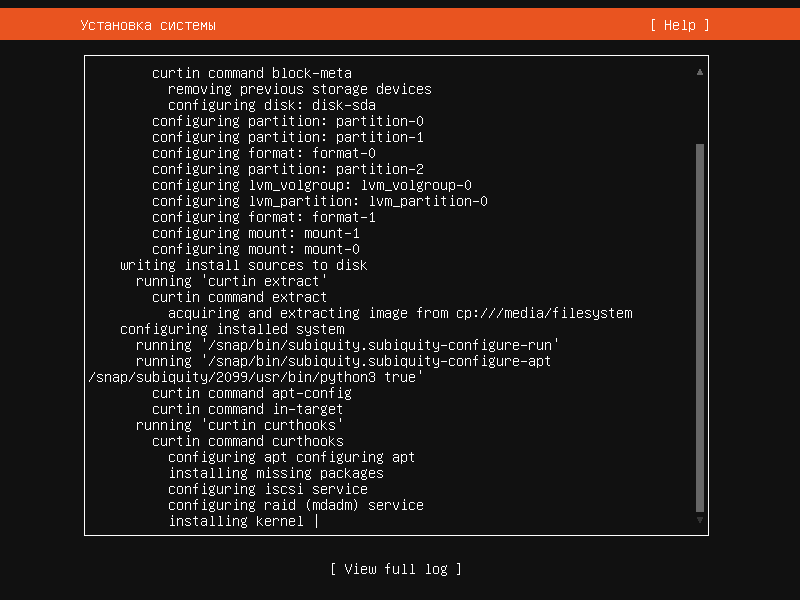 Установка системы [ Help ]
curtin command block-meta
removing previous storage devices
configuring disk: disk-sda
configuring partition: partition-0
configuring partition: partition-1
configuring format: format-0
configuring partition: partition-2
configuring lvm_volgroup: lvm_volgroup-0
configuring lvm_partition: lvm_partition-0
configuring format: format-1
configuring mount: mount-1
configuring mount: mount-0
writing install sources to disk
running 'curtin extract'
curtin command extract
acquiring and extracting image from cp:///media/filesystem
configuring installed system
running '/snap/bin/subiquity.subiquity-configure-run'
running '/snap/bin/subiquity.subiquity-configure-apt
/snap/subiquity/2099/usr/bin/python3 true'
curtin command apt-config
curtin command in-target
running 'curtin curthooks'
curtin command curthooks
configuring apt configuring apt
installing missing packages
configuring iscsi service
configuring raid (mdadm) service
installing kernel |
[ View full log ]